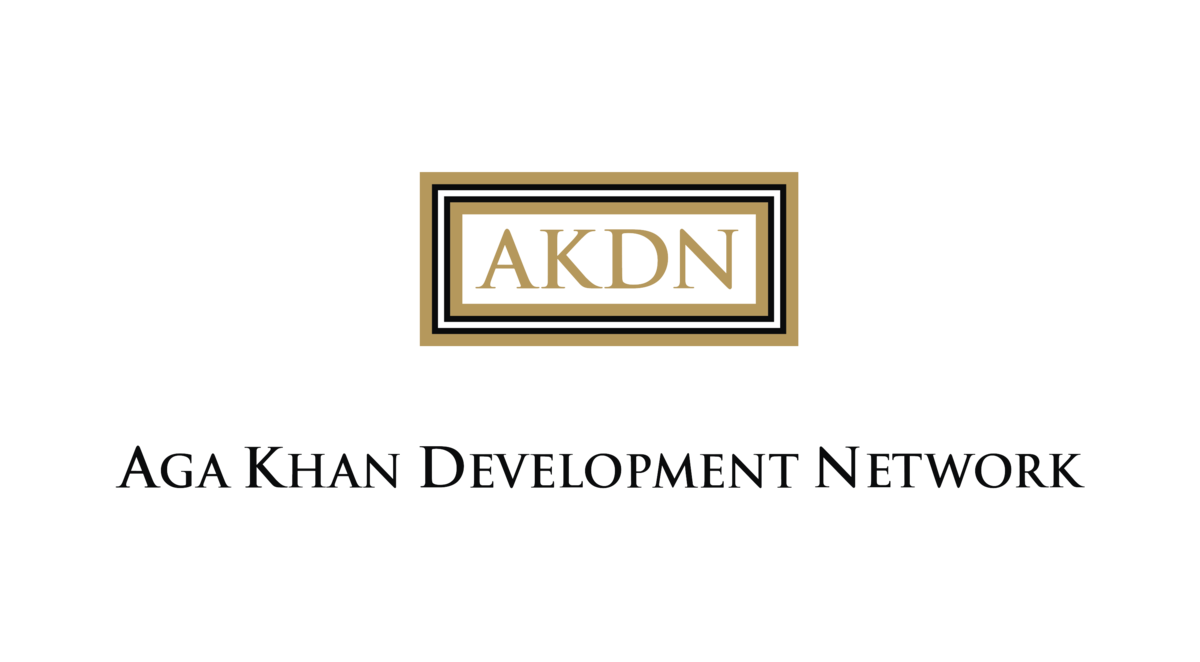 AKDN
AGA KHAN DEVELOPMENT NETWORK